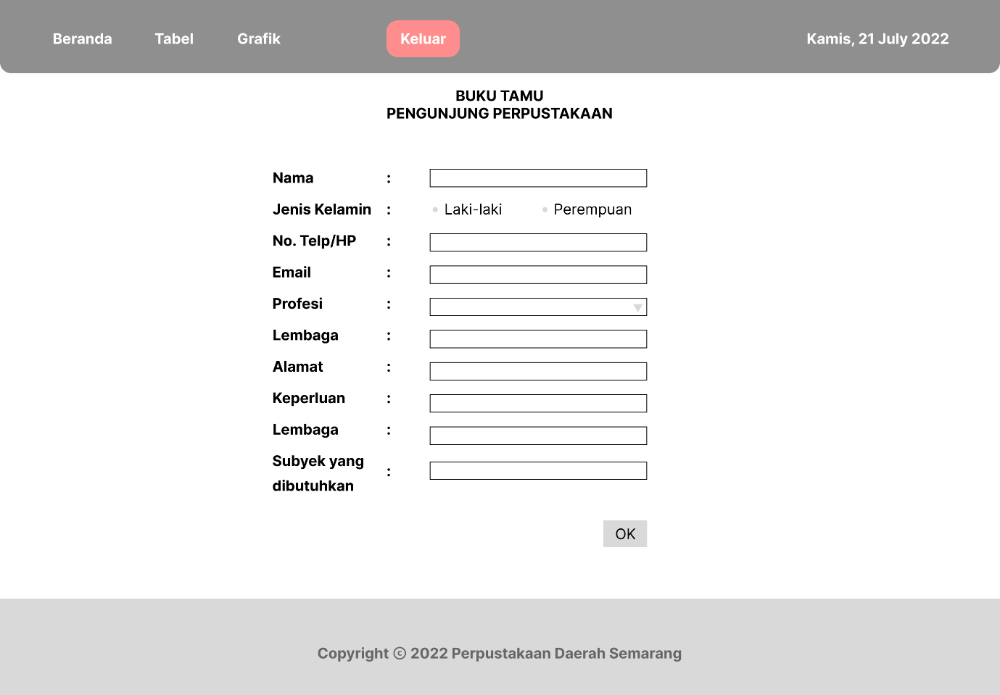 Beranda Tabel Grafik Keluar Kamis, 21 July 2022
BUKU TAMU
PENGUNJUNG PERPUSTAKAAN
Nama :
Jenis Kelamin : Laki-laki Perempuan
No. Telp/HP :
Email :
Profesi :
Lembaga :
Alamat :
Keperluan :
Lembaga :
Subyek yang
dibutuhkan :
OK
Copyright © 2022 Perpustakaan Daerah Semarang